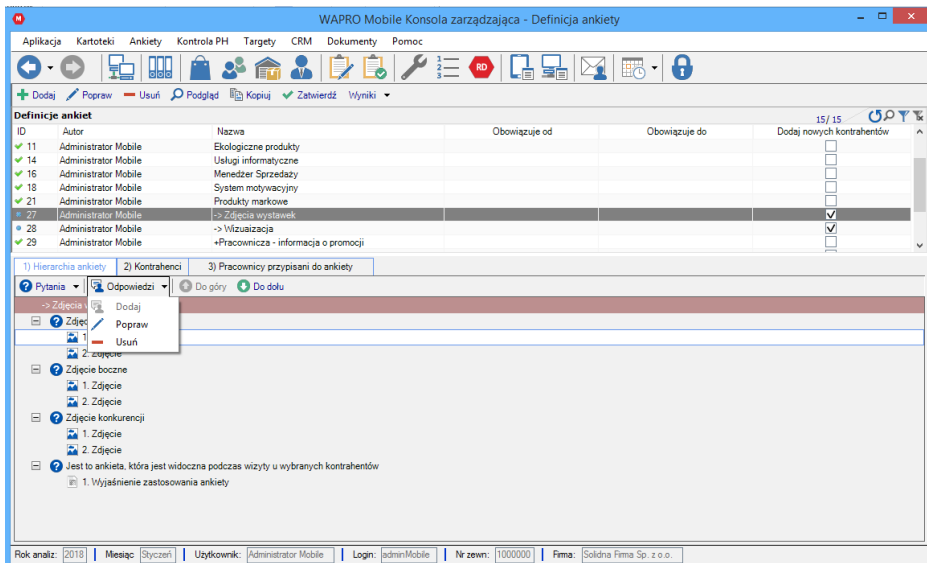 WAPRO Mobile Konsola zarządzająca - Definicja ankiety
Aplikacja Kartoteki Ankiety Kontrola PH Targety CRM Dokumenty Pomoc
RD
Dodaj Popraw Usuń Podgląd Kopiuj Zatwierdź Wyniki
Definicje ankiet 15/ 15
ID Autor Nazwa Obowiązuje od Obowiązuje do Dodaj nowych kontrahentów
11 Administrator Mobile Ekologiczne produkty
14 Administrator Mobile Usługi informatyczne
16 Administrator Mobile Menedżer Sprzedaży
18 Administrator Mobile System motywacyjny
21 Administrator Mobile Produkty markowe
27 Administrator Mobile -> Zdjęcia wystawek
28 Administrator Mobile -> Wizuaizacja
29 Administrator Mobile +Pracownicza - informacja o promocji
1) Hierarchia ankiety 2) Kontrahenci 3) Pracownicy przypisani do ankiety
Pytania Odpowiedzi Do góry Do dołu
-> Zdjęcia
Dodaj
Popraw
Usuń
2. Zdjęcie
Zdjęcie boczne
1. Zdjęcie
2. Zdjęcie
Zdjęcie konkurencji
1. Zdjęcie
2. Zdjęcie
Jest to ankieta, która jest widoczna podczas wizyty u wybranych kontrahentów
1. Wyjaśnienie zastosowania ankiety
Rok analiz: 2018 Miesiąc Styczeń Użytkownik: Administrator Mobile Login: adminMobile Nr zewn: 1000000 Firma: Solidna Firma Sp. z o.o.